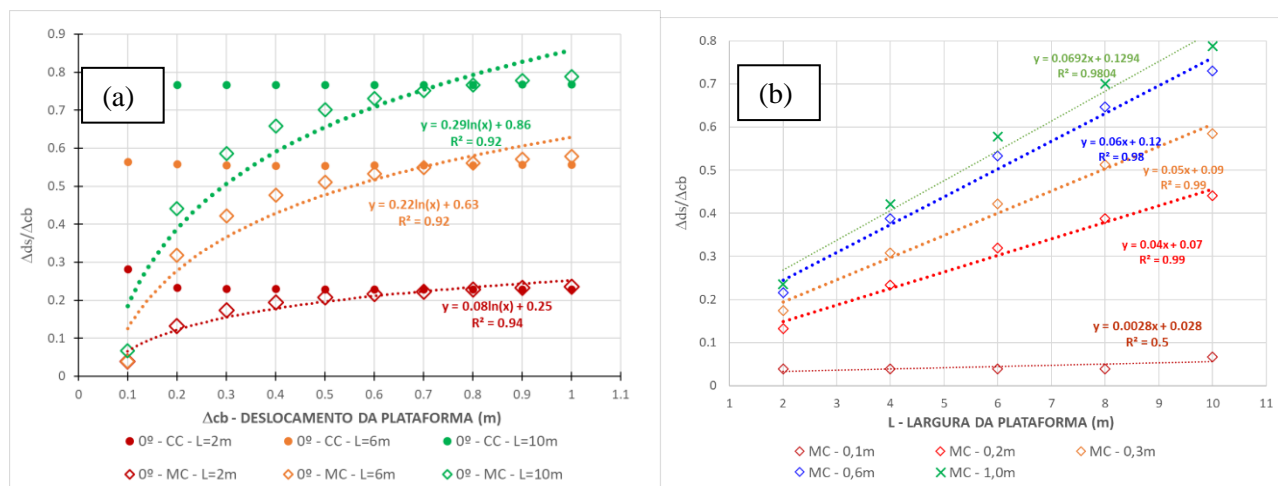 (a)
Δds/Δcb
0.9
0.8
0.7
0.6
0.5
0.4
0.3
0.2
0.1
0
y = 0.29ln(x) + 0.86
R² = 0.92
y = 0.22ln(x) + 0.63
R² = 0.92
y = 0.08ln(x) + 0.25
R² = 0.94
0 0.1 0.2 0.3 0.4 0.5 0.6 0.7 0.8 0.9 1 1.1
Δcb - DESLOCAMENTO DA PLATAFORMA (m)
0º - CC - L=2m 0º - CC - L=6m 0º - CC - L=10m
0º - MC - L=2m 0º - MC - L=6m 0º - MC - L=10m
(b)
Δds/Δcb
0.8
0.7
0.6
0.5
0.4
0.3
0.2
0.1
0
y = 0.0692x + 0.1294
R² = 0.9804
y = 0.06x + 0.12
R² = 0.98
y = 0.05x + 0.09
R² = 0.99
y = 0.04x + 0.07
R² = 0.99
y = 0.0028x + 0.028
R² = 0.5
1 2 3 4 5 6 7 8 9 10 11
L - LARGURA DA PLATAFORMA (m)
MC - 0,1m MC - 0,2m MC - 0,3m
MC - 0,6m MC - 1,0m